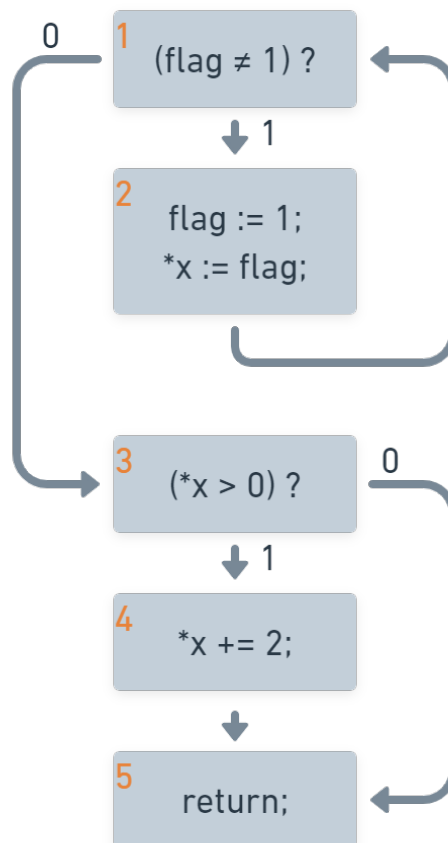 0
1
(flag ≠ 1) ?
1
2
flag := 1;
*x := flag;
3
(*x > 0) ?
0
1
4
*x += 2;
5
return;